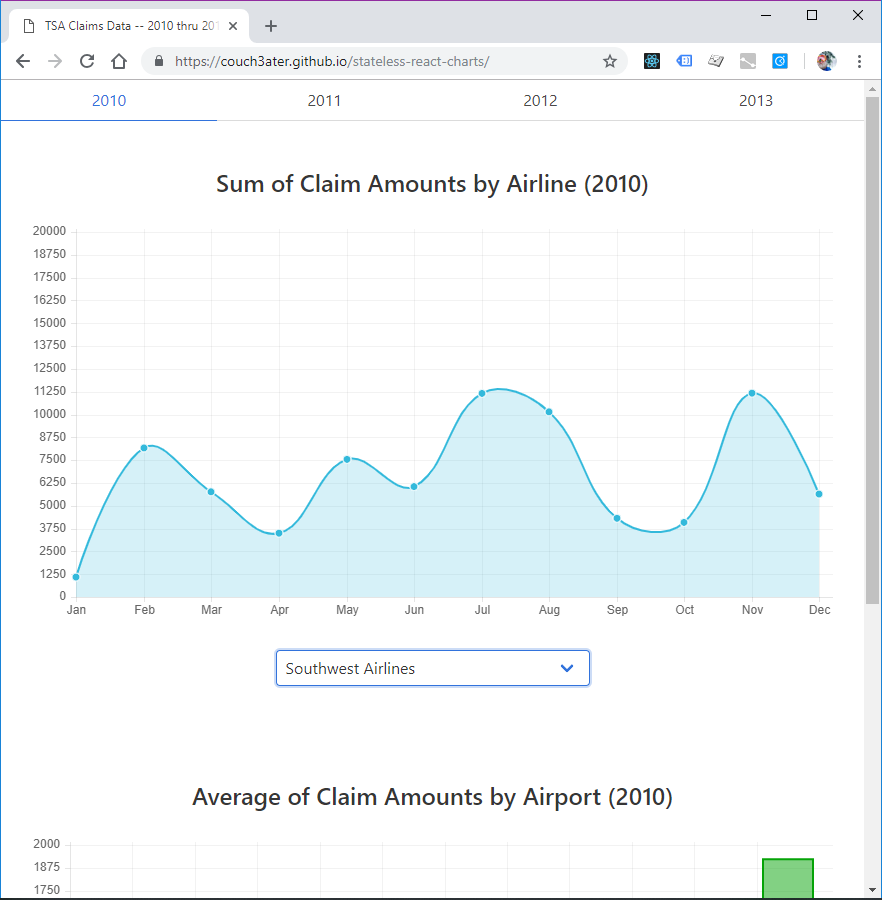 TSA Claims Data -- 2010 thru 201
https://couch3ater.github.io/stateless-react-charts/
2010 2011 2012 2013
Sum of Claim Amounts by Airline (2010)
20000
18750
17500
16250
15000
13750
12500
11250
10000
8750
7500
6250
5000
3750
2500
1250
0
Jan Feb Mar Apr May Jun Jul Aug Sep Oct Nov Dec
Southwest Airlines
Average of Claim Amounts by Airport (2010)
2000
1875
1750